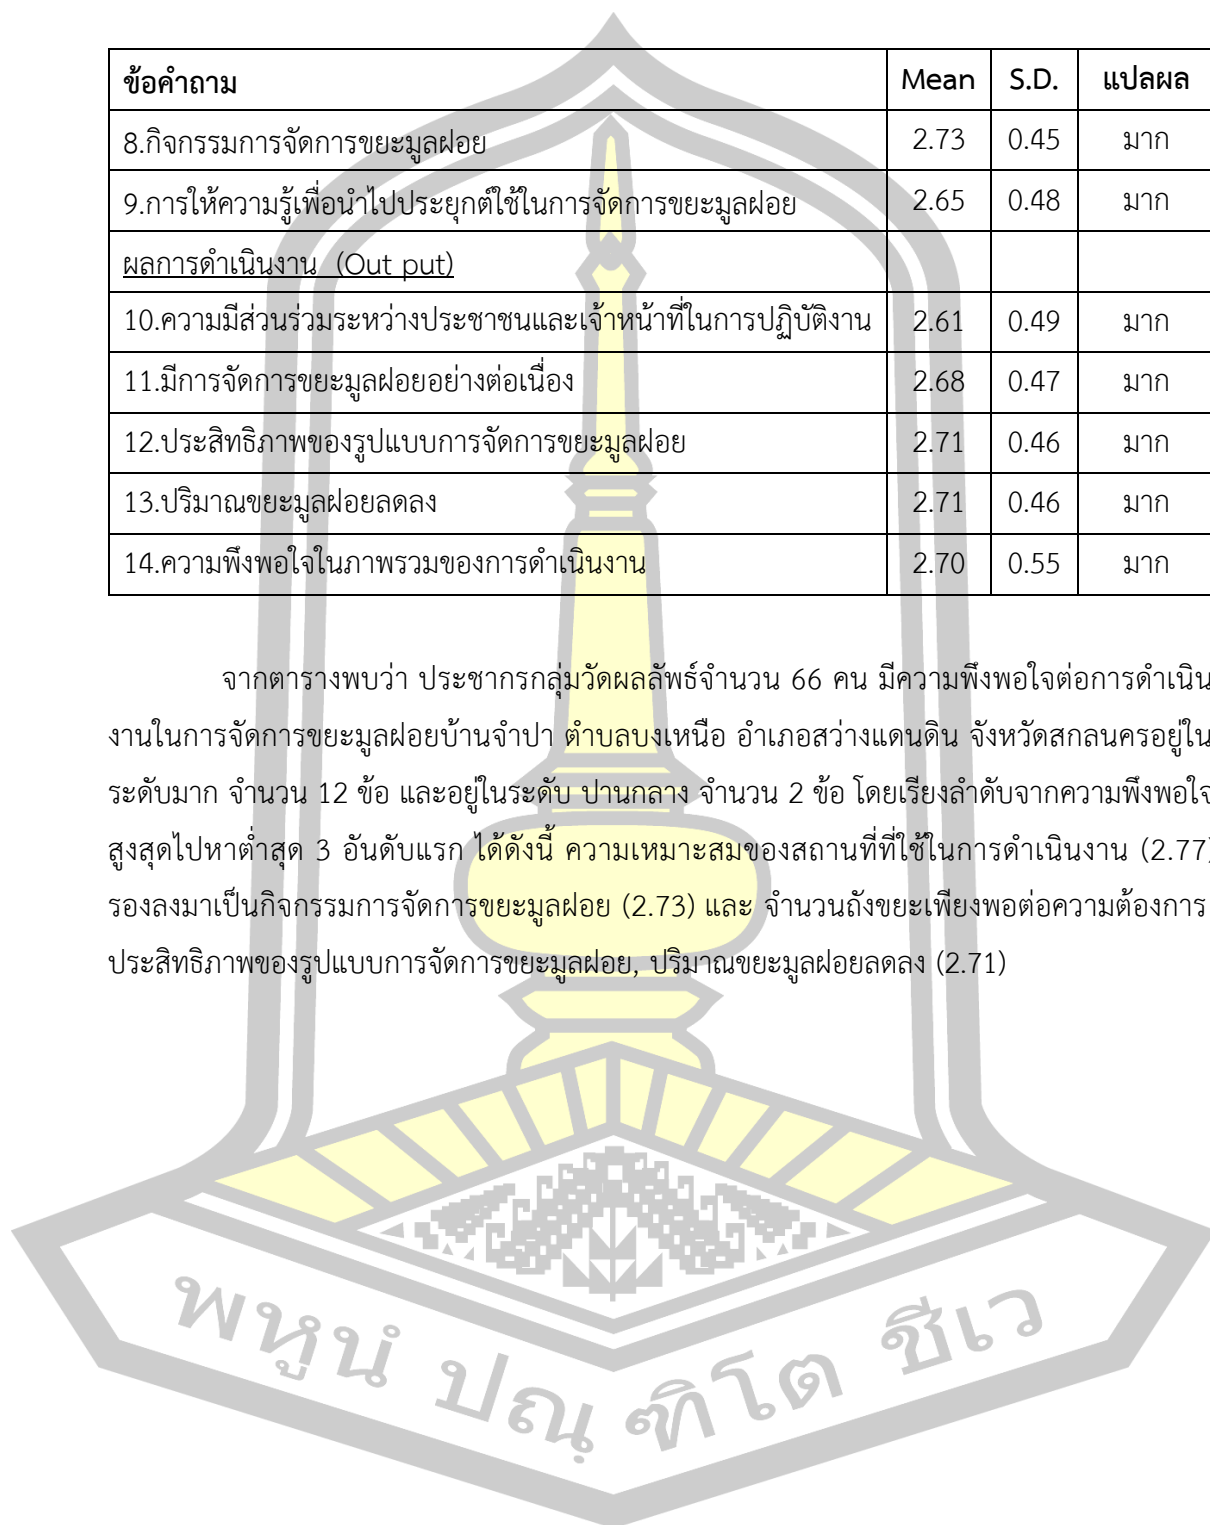 ข้อคำถาม Mean S.D. แปลผล
8.กิจกรรมการจัดการขยะมูลฝอย 2.73 0.45 มาก
9.การให้ความรู้เพื่อนำไปประยุกต์ใช้ในการจัดการขยะมูลฝอย 2.65 0.48 มาก
ผลการดำเนินงาน (Out put)
10.ความมีส่วนร่วมระหว่างประชาชนและเจ้าหน้าที่ในการปฏิบัติงาน 2.61 0.49 มาก
11.มีการจัดการขยะมูลฝอยอย่างต่อเนื่อง 2.68 0.47 มาก
12.ประสิทธิภาพของรูปแบบการจัดการขยะมูลฝอย 2.71 0.46 มาก
13.ปริมาณขยะมูลฝอยลดลง 2.71 0.46 มาก
14.ความพึงพอใจในภาพรวมของการดำเนินงาน 2.70 0.55 มาก
จากตารางพบว่า ประชากรกลุ่มวัดผลลัพธ์จำนวน 66 คน มีความพึงพอใจต่อการดำเนิน
งานในการจัดการขยะมูลฝอยบ้านจำปา ตำบลบงเหนือ อำเภอสว่างแดนดิน จังหวัดสกลนครอยู่ใน
ระดับมาก จำนวน 12 ข้อ และอยู่ในระดับ ปานกลาง จำนวน 2 ข้อ โดยเรียงลำดับจากความพึงพอใจ
สูงสุดไปหาต่ำสุด 3 อันดับแรก ได้ดังนี้ ความเหมาะสมของสถานที่ที่ใช้ในการดำเนินงาน (2.77)
รองลงมาเป็นกิจกรรมการจัดการขยะมูลฝอย (2.73) และ จำนวนถังขยะเพียงพอต่อความต้องการ
ประสิทธิภาพของรูปแบบการจัดการขยะมูลฝอย, ปริมาณขยะมูลฝอยลดลง (2.71)
พหูนํ ปณฺฑิโต ชีเว